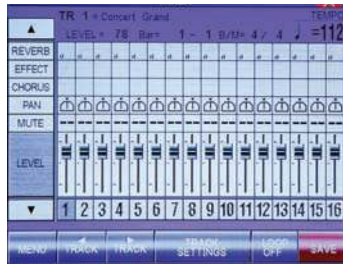 TR 1 = Concert Grand TEMPO
LEVEL = 78 Bar= 1 - 1 B/M= 4 / 4 ♩ =112
REVERB
EFFECT
CHORUS
PAN
MUTE
LEVEL
1 2 3 4 5 6 7 8 9 10 11 12 13 14 15 16
MENU TRACK TRACK TRACK SETTINGS LOOP OFF SAVE